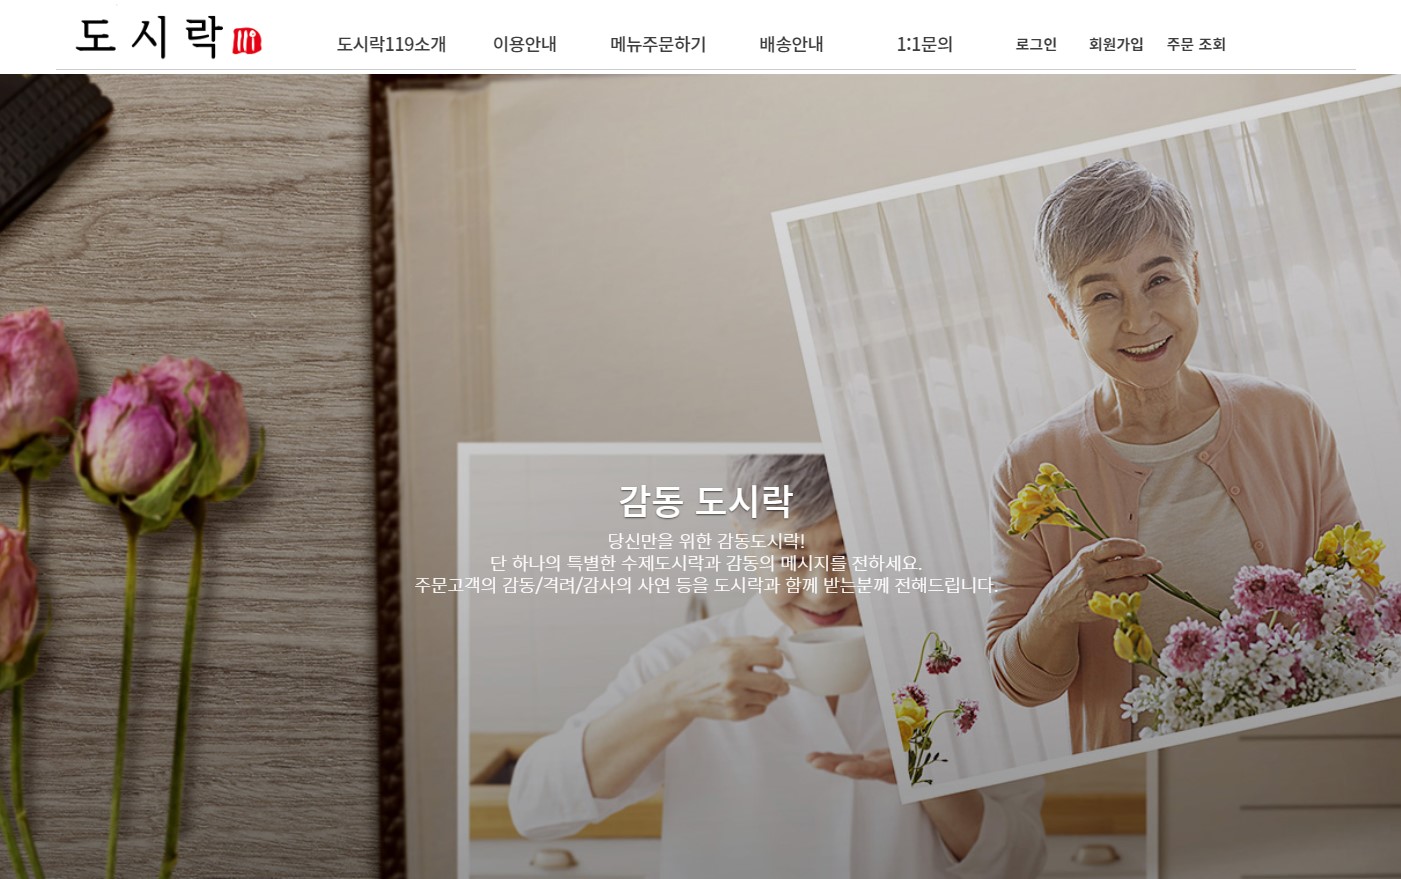 도시락
도시락119소개 이용안내 메뉴주문하기 배송안내 1:1문의 로그인 회원가입 주문 조회
감동 도시락
당신만을 위한 감동도시락!
단 하나의 특별한 수제도시락과 감동의 메시지를 전하세요.
주문고객의 감동/격려/감사의 사연 등을 도시락과 함께 받는분께 전해드립니다.